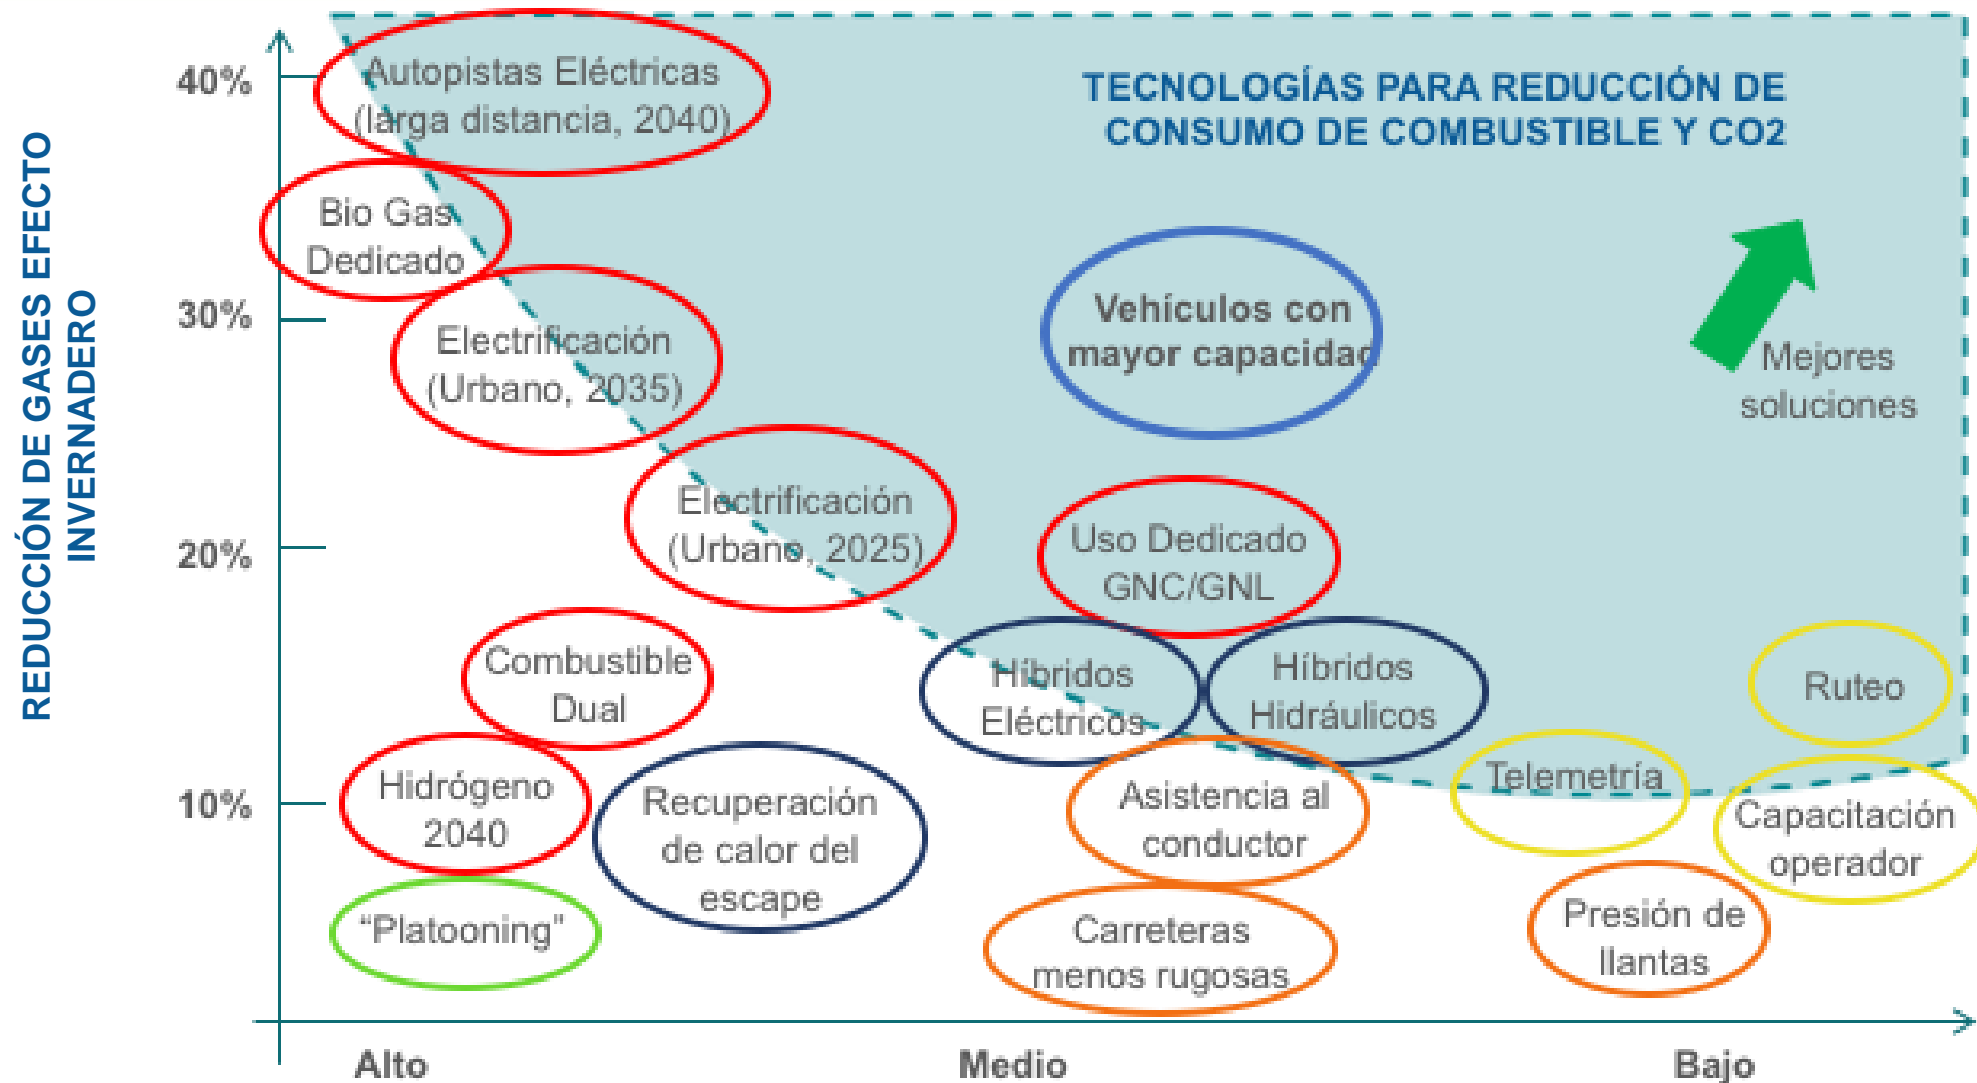 REDUCCIÓN DE GASES EFECTO
INVERNADERO
40%
30%
20%
10%
TECNOLOGÍAS PARA REDUCCIÓN DE
CONSUMO DE COMBUSTIBLE Y CO2
Autopistas Eléctricas
(larga distancia, 2040)
Bio Gas
Dedicado
Electrificación
(Urbano, 2035)
Vehículos con
mayor capacidad
Mejores
soluciones
Electrificación
(Urbano, 2025)
Uso Dedicado
GNC/GNL
Combustible
Dual
Híbridos
Eléctricos
Híbridos
Hidráulicos
Ruteo
Hidrógeno
2040
Recuperación
de calor del
escape
Asistencia al
conductor
Telemetría
Capacitación
operador
"Platooning"
Carreteras
menos rugosas
Presión de
llantas
Alto
Medio
Bajo